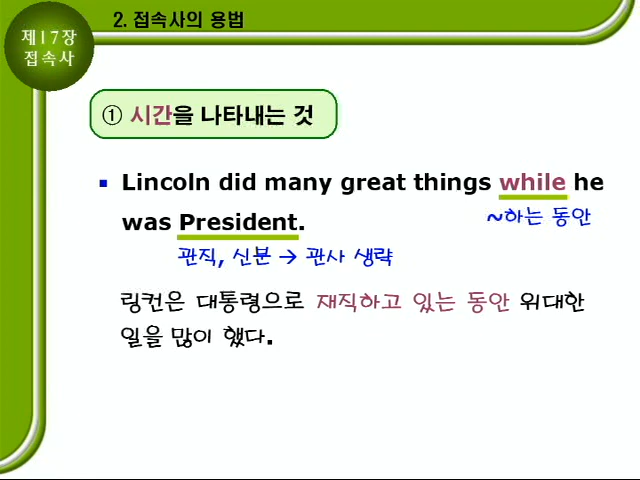 제17장
접속사
2. 접속사의 용법
① 시간을 나타내는 것
▪ Lincoln did many great things while he
~하는 동안
was President.
관직, 신분 → 관사 생략
링컨은 대통령으로 재직하고 있는 동안 위대한
일을 많이 했다.